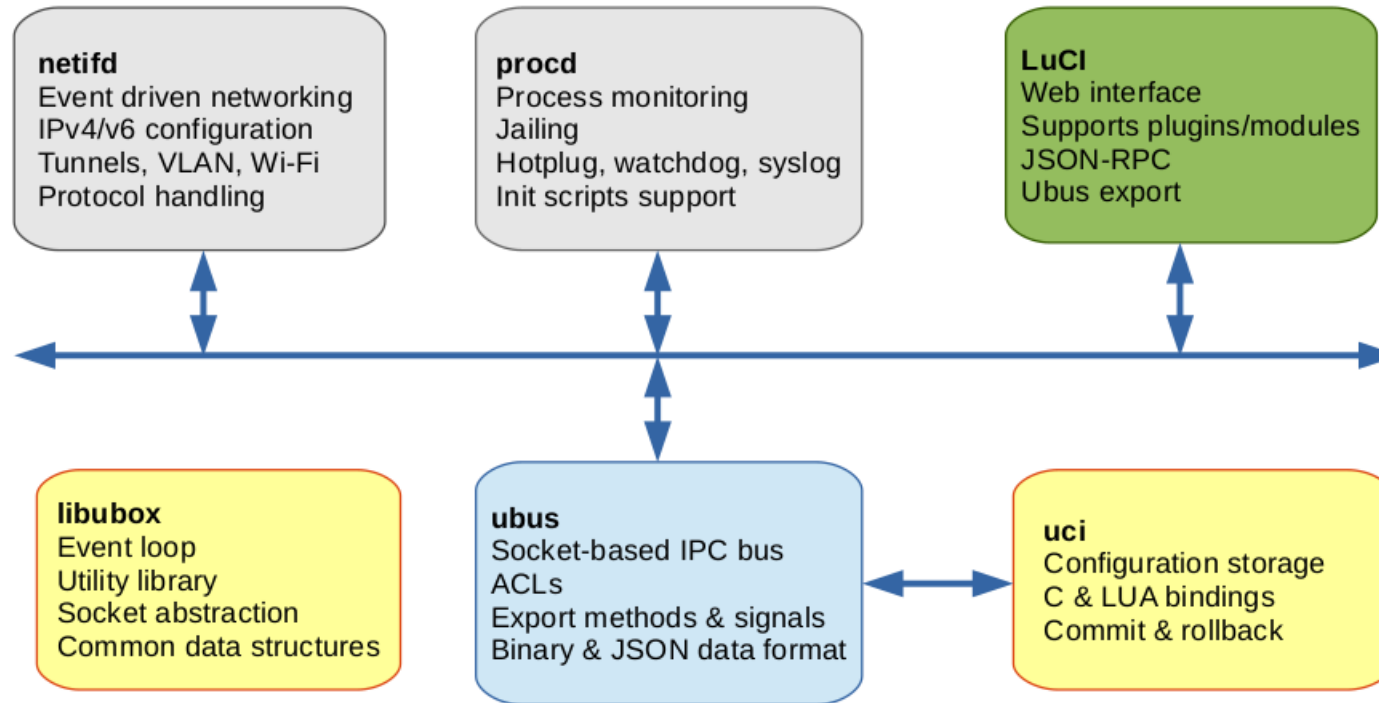 netifd
Event driven networking
IPv4/v6 configuration
Tunnels, VLAN, Wi-Fi
Protocol handling
procd
Process monitoring
Jailing
Hotplug, watchdog, syslog
Init scripts support
LuCI
Web interface
Supports plugins/modules
JSON-RPC
Ubus export
libubox
Event loop
Utility library
Socket abstraction
Common data structures
ubus
Socket-based IPC bus
ACLs
Export methods & signals
Binary & JSON data format
uci
Configuration storage
C & LUA bindings
Commit & rollback